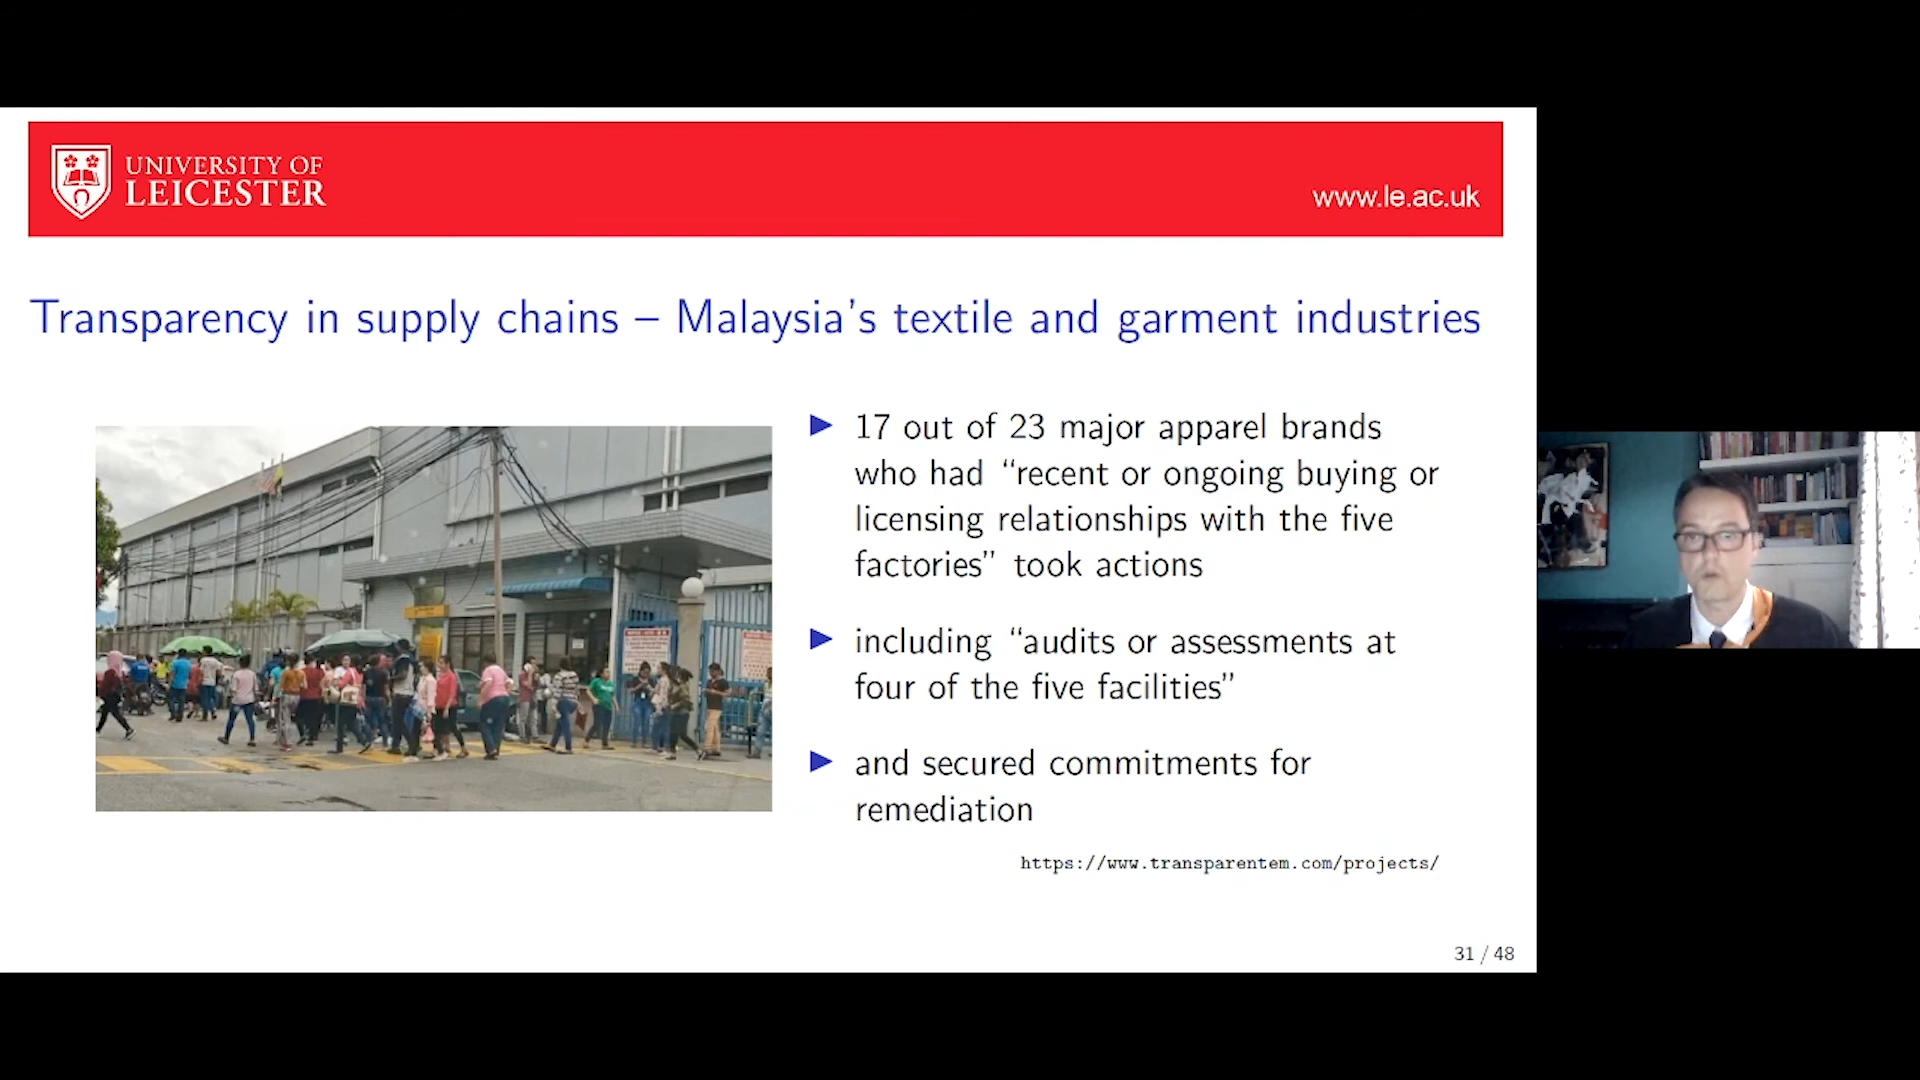 UNIVERSITY OF
LEICESTER
www.le.ac.uk
Transparency in supply chains – Malaysia's textile and garment industries
▶ 17 out of 23 major apparel brands
who had “recent or ongoing buying or
licensing relationships with the five
factories” took actions
▶ including “audits or assessments at
four of the five facilities”
▶ and secured commitments for
remediation
https://www.transparentem.com/projects/
31 / 48